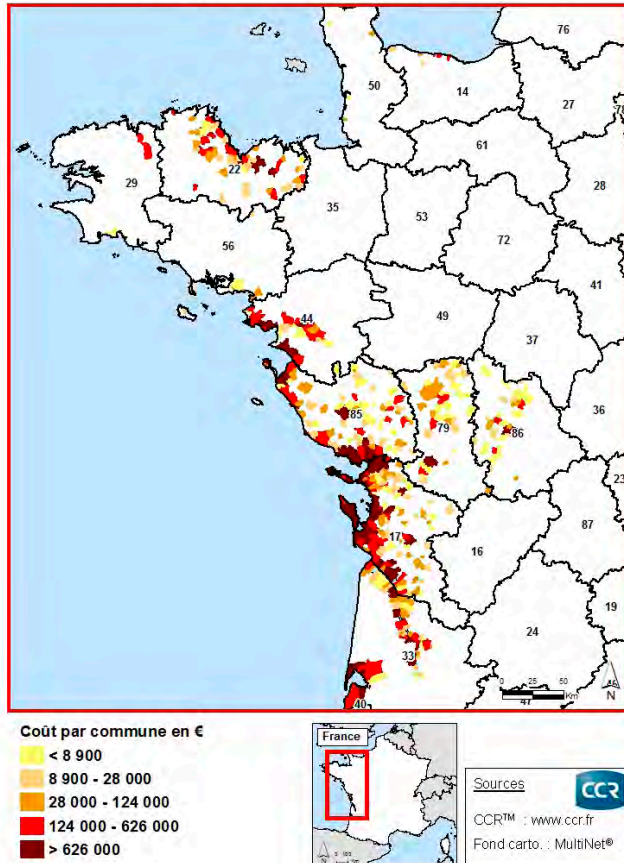 76
50
14
27
78
61
22
29
28
35
53
56
72
41
44
49
37
85
79
36
86
23
17
87
16
19
24
33
40
47
0 25 50
Km
N
Coût par commune en €
< 8 900
8 900 - 28 000
28 000 - 124 000
124 000 - 626 000
> 626 000
France
N
Sources
CCR
CCR™ : www.ccr.fr
Fond carto. : MultiNet®